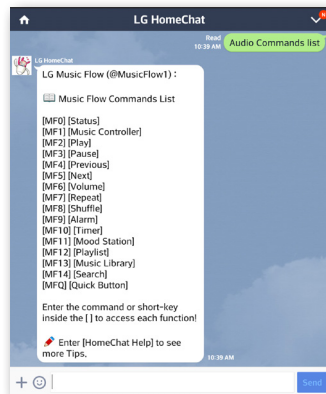 LG HomeChat
N
Read
10:39 AM
Audio Commands list
LG HomeChat
LG Music Flow (@MusicFlow1) :
Music Flow Commands List
[MF0] [Status]
[MF1] [Music Controller]
[MF2] [Play]
[MF3] [Pause]
[MF4] [Previous]
[MF5] [Next]
[MF6] [Volume]
[MF7] [Repeat]
[MF8] [Shuffle]
[MF9] [Alarm]
[MF10] [Timer]
[MF11] [Mood Station]
[MF12] [Playlist]
[MF13] [Music Library]
[MF14] [Search]
[MFQ] [Quick Button]
Enter the command or short-key
inside the [ ] to access each function!
Enter [HomeChat Help] to see
more Tips.
10:39 AM
Send